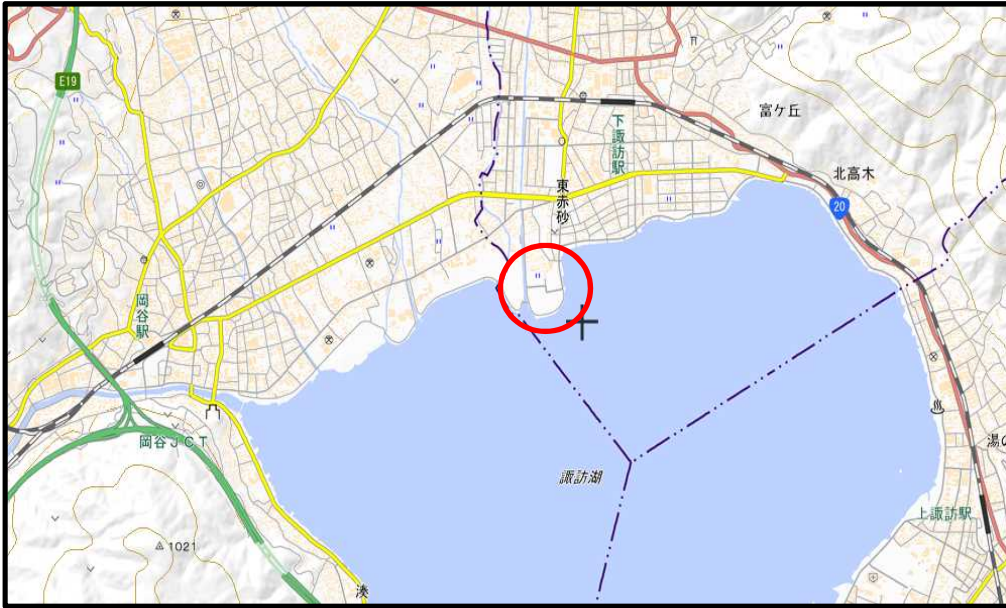 E19
富ケ丘
下諏訪駅
北高木
20
東赤砂
岡谷駅
岡谷JCT
諏訪湖
湯の
上諏訪駅
1021
湊